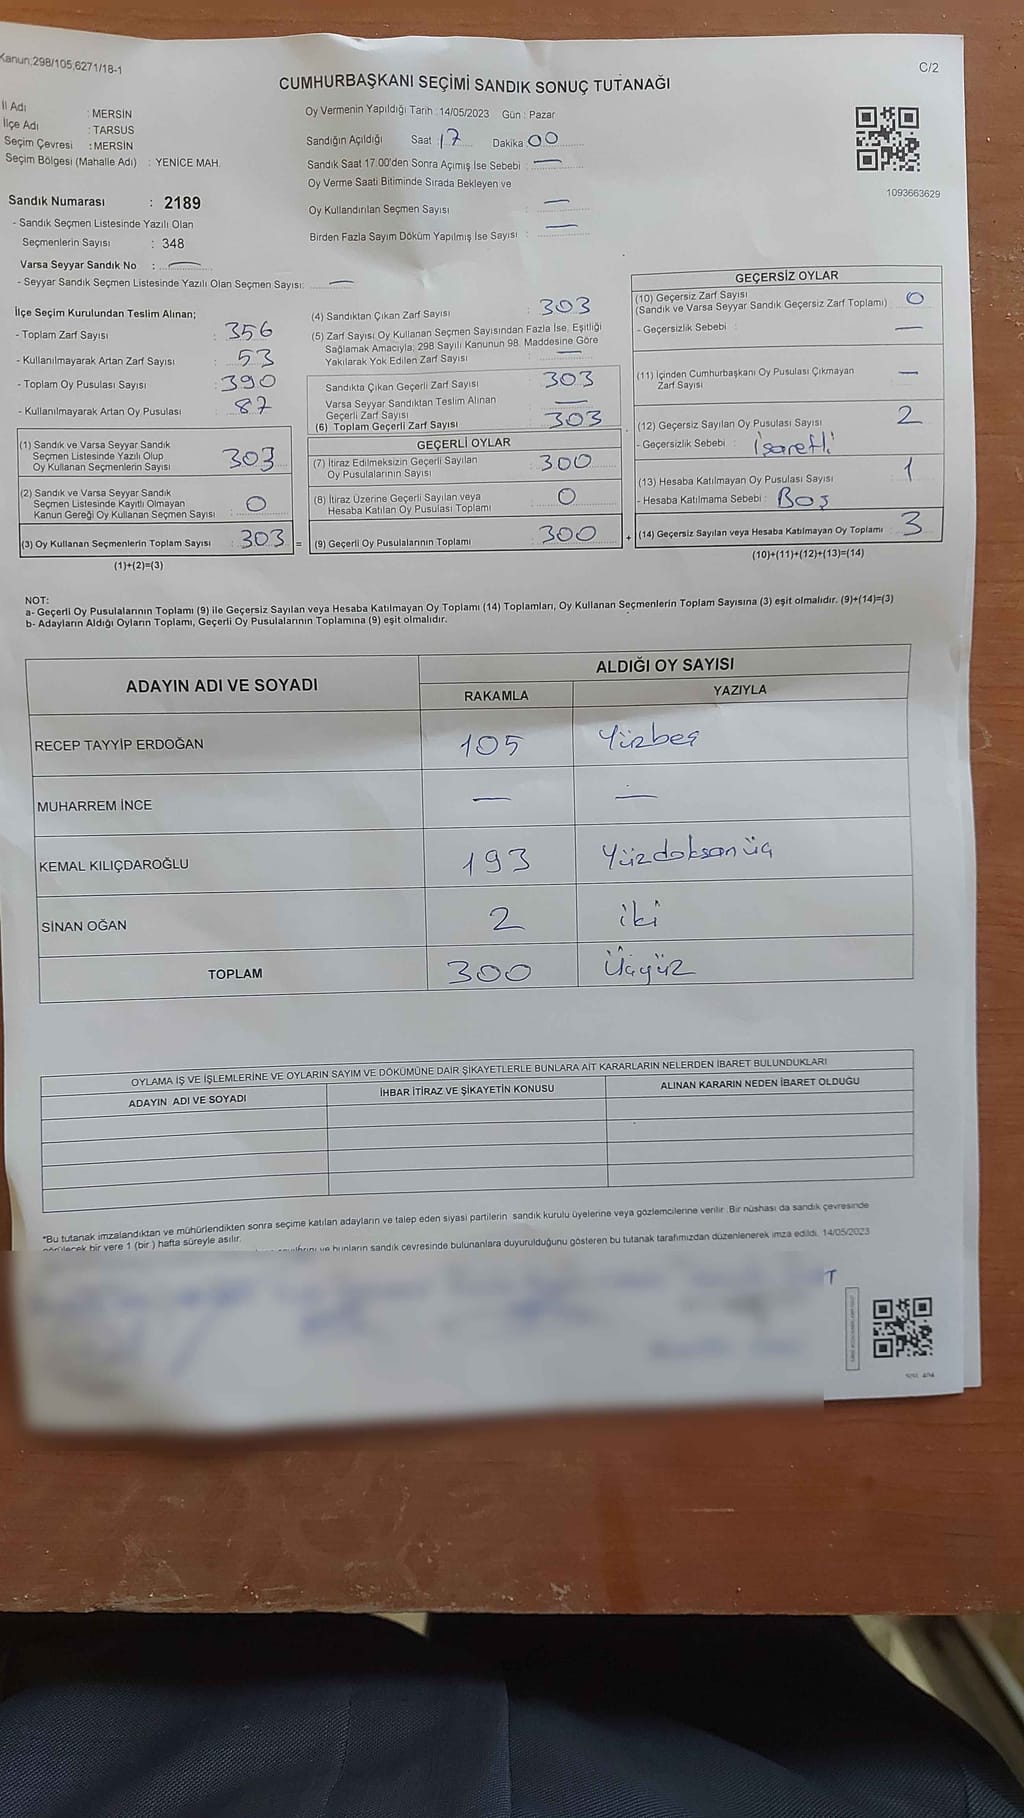 Kanun;298/105;6271/18-1
C/2
CUMHURBAŞKANI SEÇİMİ SANDIK SONUÇ TUTANAĞI
İl Adı : MERSİN
İlçe Adı : TARSUS
Seçim Çevresi : MERSİN
Seçim Bölgesi (Mahalle Adı) : YENİCE MAH.
Oy Vermenin Yapıldığı Tarih : 14/05/2023 Gün : Pazar
Sandığın Açıldığı Saat : 17 Dakika 00
Sandık Saat 17:00'den Sonra Açımış İse Sebebi : —
Oy Verme Saati Bitiminde Sırada Bekleyen ve
Oy Kullandırılan Seçmen Sayısı : —
Birden Fazla Sayım Döküm Yapılmış İse Sayısı : —
1093663629
Sandık Numarası : 2189
- Sandık Seçmen Listesinde Yazılı Olan
Seçmenlerin Sayısı : 348
Varsa Seyyar Sandık No : —
- Seyyar Sandık Seçmen Listesinde Yazılı Olan Seçmen Sayısı: —
İlçe Seçim Kurulundan Teslim Alınan;
- Toplam Zarf Sayısı : 356
- Kullanılmayarak Artan Zarf Sayısı : 53
- Toplam Oy Pusulası Sayısı : 390
- Kullanılmayarak Artan Oy Pusulası : 87
(1) Sandık ve Varsa Seyyar Sandık
Seçmen Listesinde Yazılı Olup
Oy Kullanan Seçmenlerin Sayısı : 303
(2) Sandık ve Varsa Seyyar Sandık
Seçmen Listesinde Kayıtlı Olmayan
Kanun Gereği Oy Kullanan Seçmen Sayısı : 0
(3) Oy Kullanan Seçmenlerin Toplam Sayısı : 303 =
(1)+(2)=(3)
(4) Sandıktan Çıkan Zarf Sayısı : 303
(5) Zarf Sayısı Oy Kullanan Seçmen Sayısından Fazla İse, Eşitliği
Sağlamak Amacıyla; 298 Sayılı Kanunun 98. Maddesine Göre
Yakılarak Yok Edilen Zarf Sayısı : —
Sandıkta Çıkan Geçerli Zarf Sayısı : 303
Varsa Seyyar Sandıktan Teslim Alınan
Geçerli Zarf Sayısı : —
(6) Toplam Geçerli Zarf Sayısı : 303
GEÇERLİ OYLAR
(7) İtiraz Edilmeksizin Geçerli Sayılan
Oy Pusulalarının Sayısı : 300
(8) İtiraz Üzerine Geçerli Sayılan veya
Hesaba Katılan Oy Pusulası Toplamı : 0
(9) Geçerli Oy Pusulalarının Toplamı : 300 +
GEÇERSİZ OYLAR
(10) Geçersiz Zarf Sayısı
(Sandık ve Varsa Seyyar Sandık Geçersiz Zarf Toplamı) : 0
- Geçersizlik Sebebi : —
(11) İçinden Cumhurbaşkanı Oy Pusulası Çıkmayan
Zarf Sayısı : —
(12) Geçersiz Sayılan Oy Pusulası Sayısı : 2
- Geçersizlik Sebebi : İşaretli
(13) Hesaba Katılmayan Oy Pusulası Sayısı : 1
- Hesaba Katılmama Sebebi : Boş
(14) Geçersiz Sayılan veya Hesaba Katılmayan Oy Toplamı : 3
(10)+(11)+(12)+(13)=(14)
NOT:
a- Geçerli Oy Pusulalarının Toplamı (9) ile Geçersiz Sayılan veya Hesaba Katılmayan Oy Toplamı (14) Toplamları, Oy Kullanan Seçmenlerin Toplam Sayısına (3) eşit olmalıdır. (9)+(14)=(3)
b- Adayların Aldığı Oyların Toplamı, Geçerli Oy Pusulalarının Toplamına (9) eşit olmalıdır.
ADAYIN ADI VE SOYADI ALDIĞI OY SAYISI
RAKAMLA YAZIYLA
RECEP TAYYİP ERDOĞAN 105 Yüzbeş
MUHARREM İNCE — —
KEMAL KILIÇDAROĞLU 193 Yüzdoksanüç
SİNAN OĞAN 2 iki
TOPLAM 300 Üçyüz
OYLAMA İŞ VE İŞLEMLERİNE VE OYLARIN SAYIM VE DÖKÜMÜNE DAİR ŞİKAYETLERLE BUNLARA AİT KARARLARIN NELERDEN İBARET BULUNDUKLARI
ADAYIN ADI VE SOYADI İHBAR İTİRAZ VE ŞİKAYETİN KONUSU ALINAN KARARIN NEDEN İBARET OLDUĞU
*Bu tutanak imzalandıktan ve mühürlendikten sonra seçime katılan adayların ve talep eden siyasi partilerin sandık kurulu üyelerine veya gözlemcilerine verilir. Bir nüshası da sandık çevresinde
görülecek bir yere 1 (bir) hafta süreyle asılır.
ve bunların sandık çevresinde bulunanlara duyurulduğunu gösteren bu tutanak tarafımızdan düzenlenerek imza edildi. 14/05/2023
T